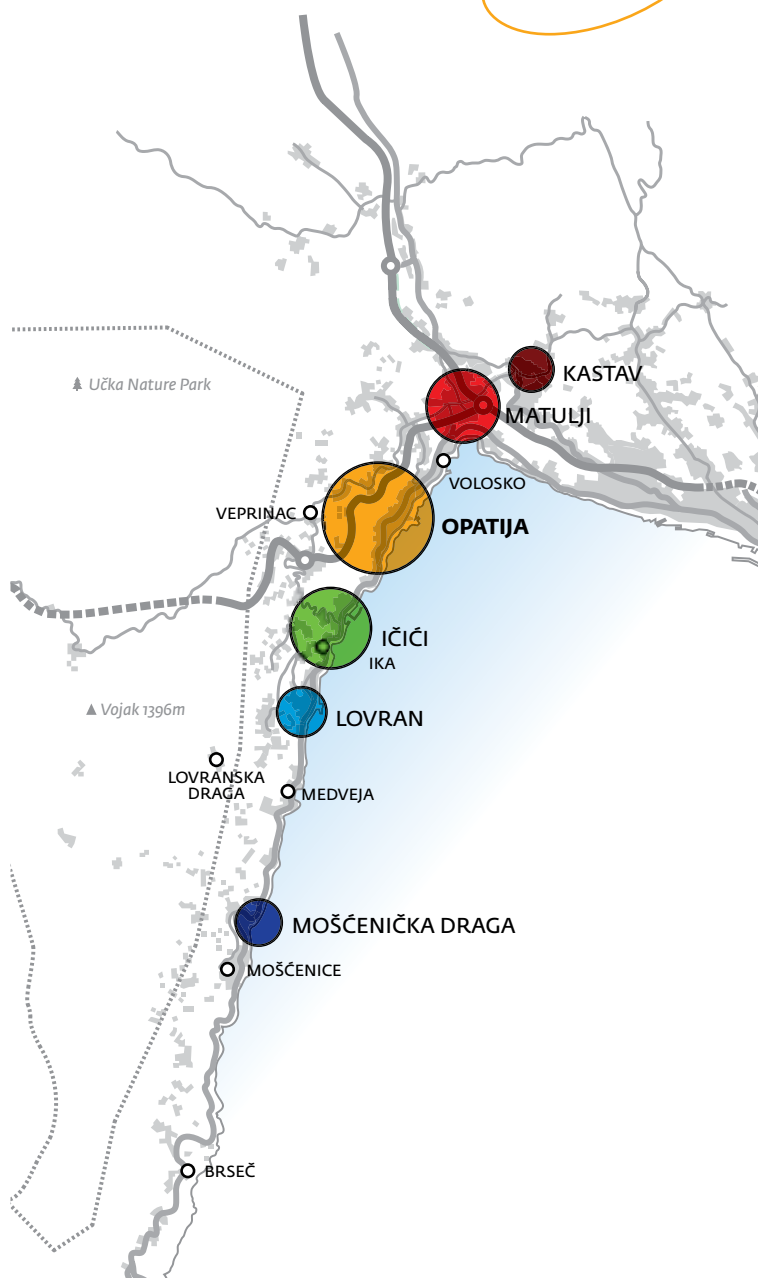 KASTAV
Učka Nature Park
MATULJI
VOLOSKO
VEPRINAC
OPATIJA
IČIĆI
IKA
Vojak 1396m
LOVRAN
LOVRANSKA
DRAGA
MEDVEJA
MOŠĆENIČKA DRAGA
MOŠĆENICE
BRSEČ